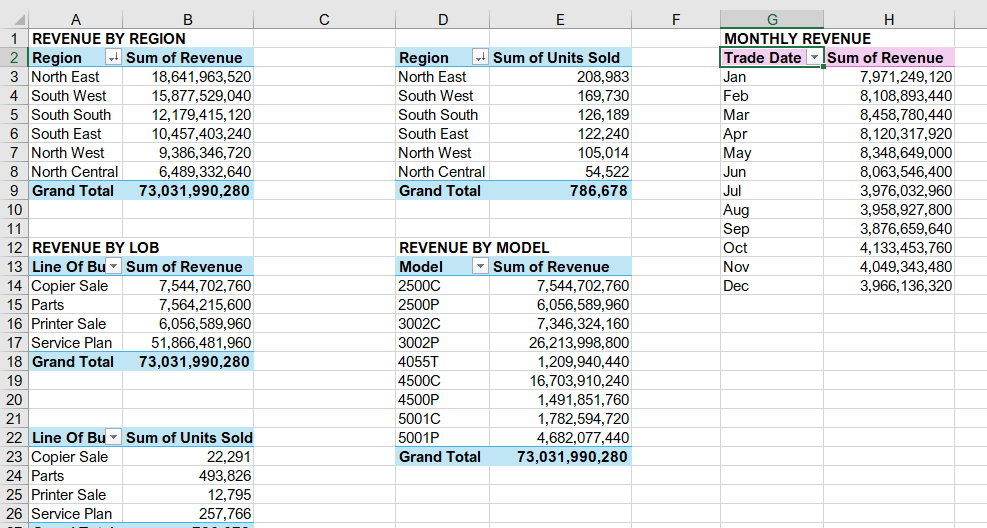 A B C D E F G H
1 REVENUE BY REGION MONTHLY REVENUE
2 Region Sum of Revenue Region Sum of Units Sold Trade Date Sum of Revenue
3 North East 18,641,963,520 North East 208,983 Jan 7,971,249,120
4 South West 15,877,529,040 South West 169,730 Feb 8,108,893,440
5 South South 12,179,415,120 South South 126,189 Mar 8,458,780,440
6 South East 10,457,403,240 South East 122,240 Apr 8,120,317,920
7 North West 9,386,346,720 North West 105,014 May 8,348,649,000
8 North Central 6,489,332,640 North Central 54,522 Jun 8,063,546,400
9 Grand Total 73,031,990,280 Grand Total 786,678 Jul 3,976,032,960
10 Aug 3,958,927,800
11 Sep 3,876,659,640
12 REVENUE BY LOB REVENUE BY MODEL Oct 4,133,453,760
13 Line Of Bu Sum of Revenue Model Sum of Revenue Nov 4,049,343,480
14 Copier Sale 7,544,702,760 2500C 7,544,702,760 Dec 3,966,136,320
15 Parts 7,564,215,600 2500P 6,056,589,960
16 Printer Sale 6,056,589,960 3002C 7,346,324,160
17 Service Plan 51,866,481,960 3002P 26,213,998,800
18 Grand Total 73,031,990,280 4055T 1,209,940,440
19 4500C 16,703,910,240
20 4500P 1,491,851,760
21 5001C 1,782,594,720
22 Line Of Bu Sum of Units Sold 5001P 4,682,077,440
23 Copier Sale 22,291 Grand Total 73,031,990,280
24 Parts 493,826
25 Printer Sale 12,795
26 Service Plan 257,766